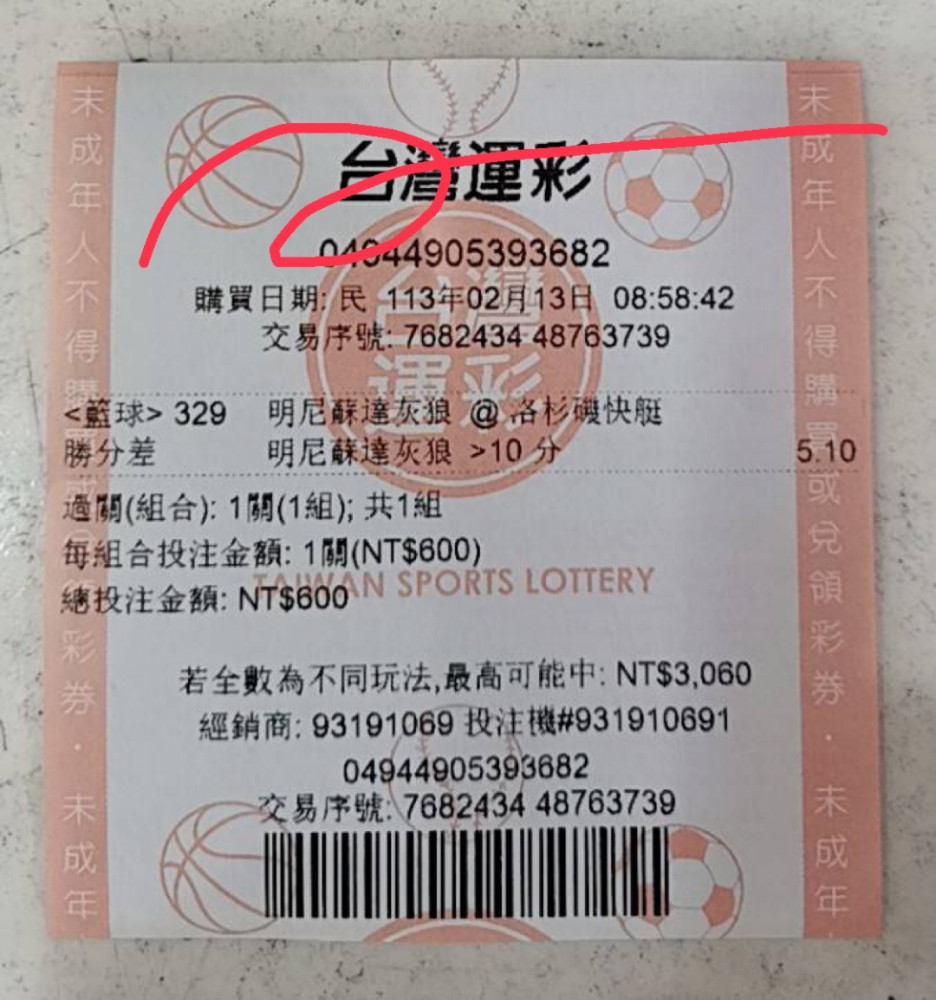 台灣運彩
04944905393682
購買日期: 民 113年02月13日 08:58:42
交易序號: 7682434 48763739
<籃球> 329 明尼蘇達灰狼 @ 洛杉磯快艇
勝分差 明尼蘇達灰狼 >10 分 5.10
過關(組合): 1關(1組); 共1組
每組合投注金額: 1關(NT$600)
TAIWAN SPORTS LOTTERY
總投注金額: NT$600
若全數為不同玩法,最高可能中: NT$3,060
經銷商: 93191069 投注機#931910691
04944905393682
交易序號: 7682434 48763739
未成年人不得購買或兌領彩券．未成年
未成年人不得購買或兌領彩券．未成年
台灣運彩